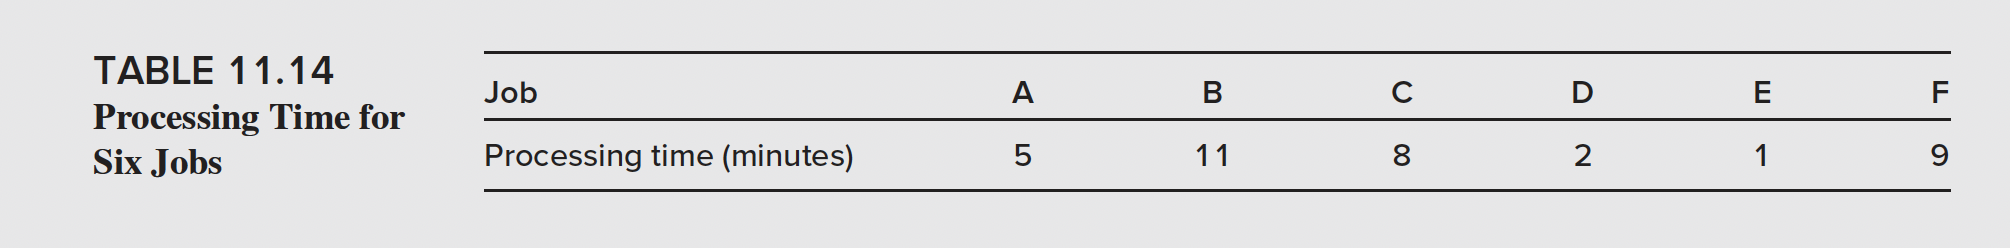 TABLE 11.14
Processing Time for
Six Jobs
Job A B C D E F
Processing time (minutes) 5 11 8 2 1 9